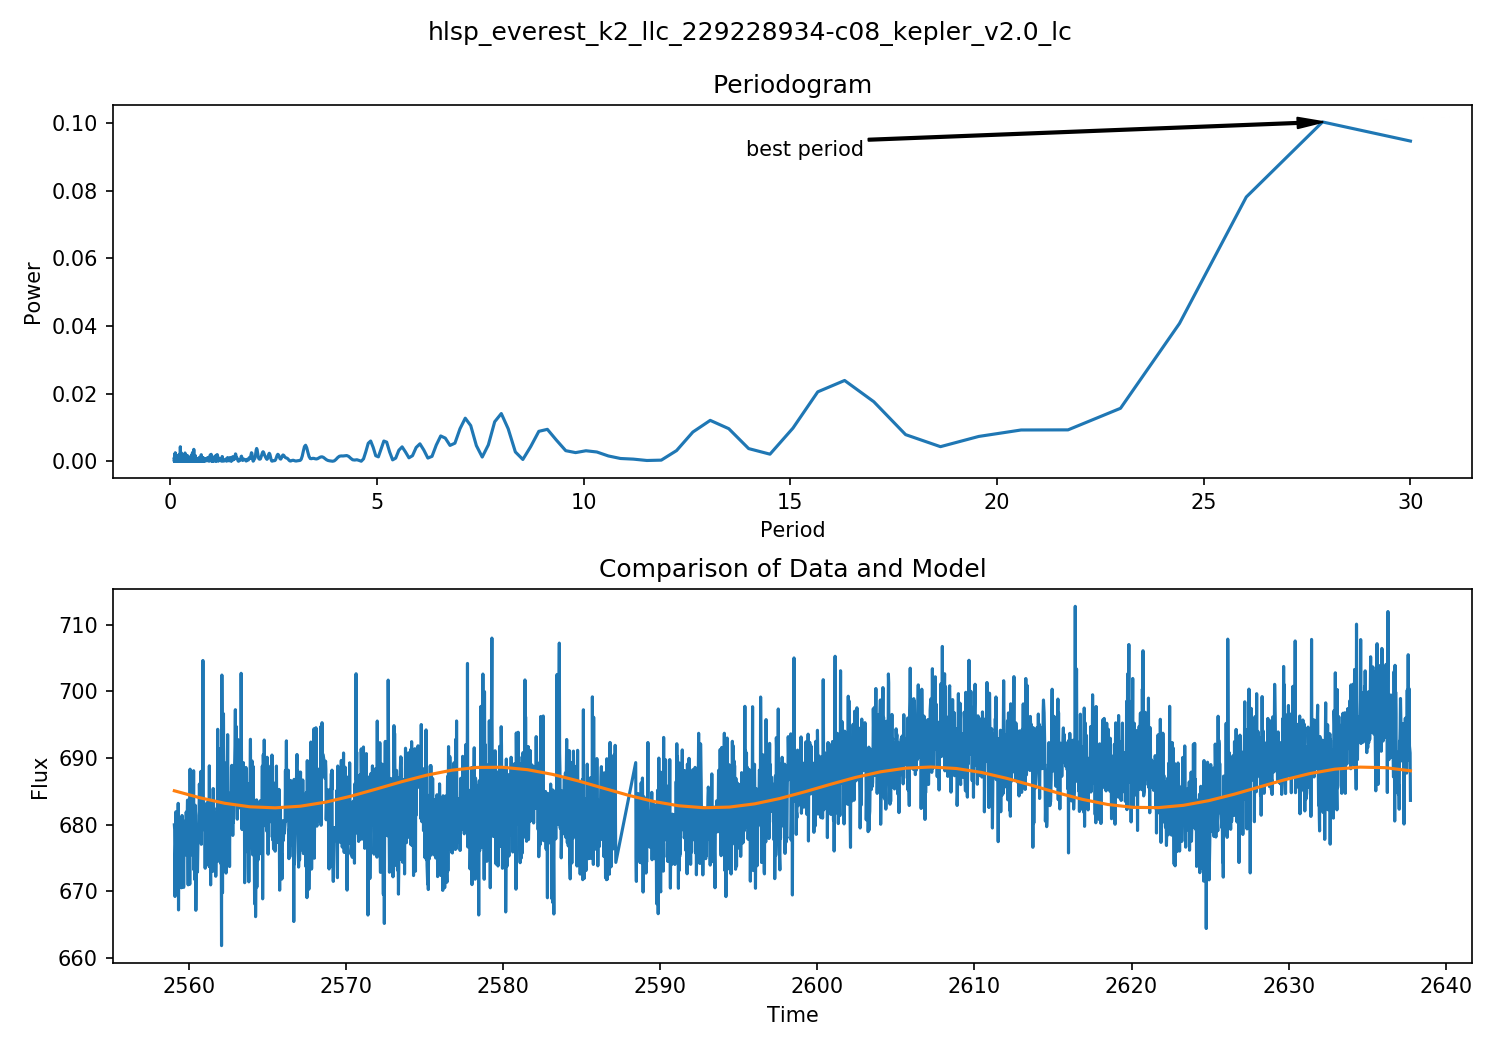 hlsp_everest_k2_llc_229228934-c08_kepler_v2.0_lc
Periodogram
0.10
0.08
0.06
0.04
0.02
0.00
Power
best period
0 5 10 15 20 25 30
Period
Comparison of Data and Model
710
700
690
680
670
660
Flux
2560 2570 2580 2590 2600 2610 2620 2630 2640
Time